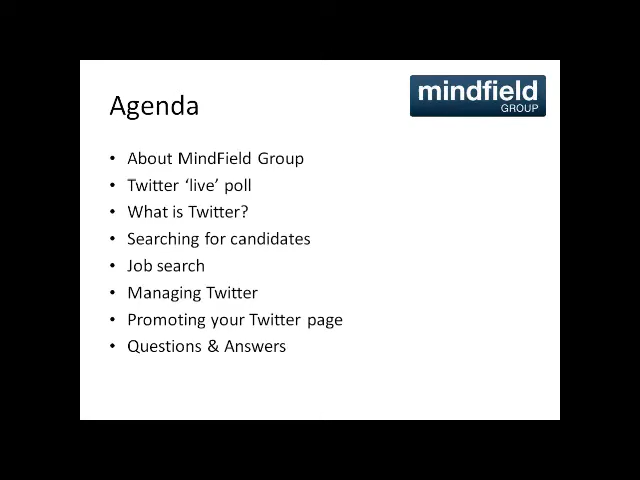 Agenda
mindfield
GROUP
• About MindField Group
• Twitter ‘live’ poll
• What is Twitter?
• Searching for candidates
• Job search
• Managing Twitter
• Promoting your Twitter page
• Questions & Answers